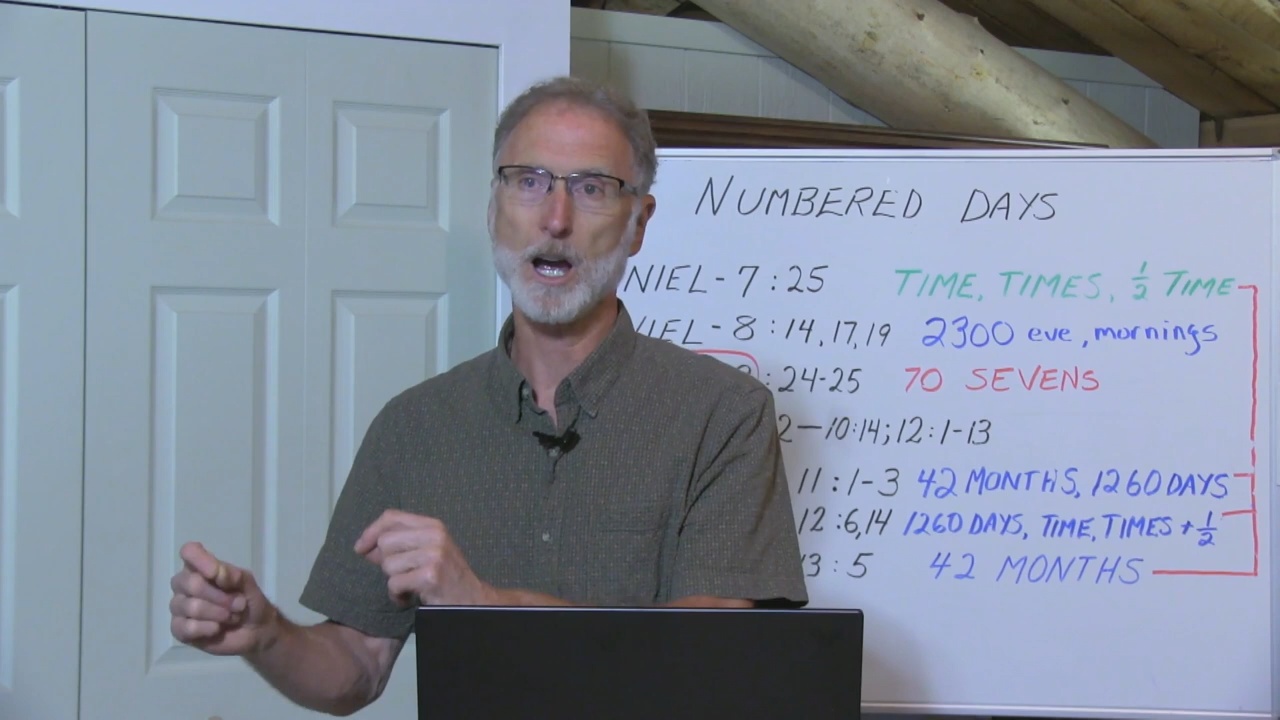 NUMBERED DAYS
NIEL - 7:25 TIME, TIMES, ½ TIME
IEL - 8:14,17,19 2300 eve, mornings
:24-25 70 SEVENS
2—10:14; 12:1-13
11:1-3 42 MONTHS, 1260 DAYS
12:6,14 1260 DAYS, TIME, TIMES + ½
3:5 42 MONTHS